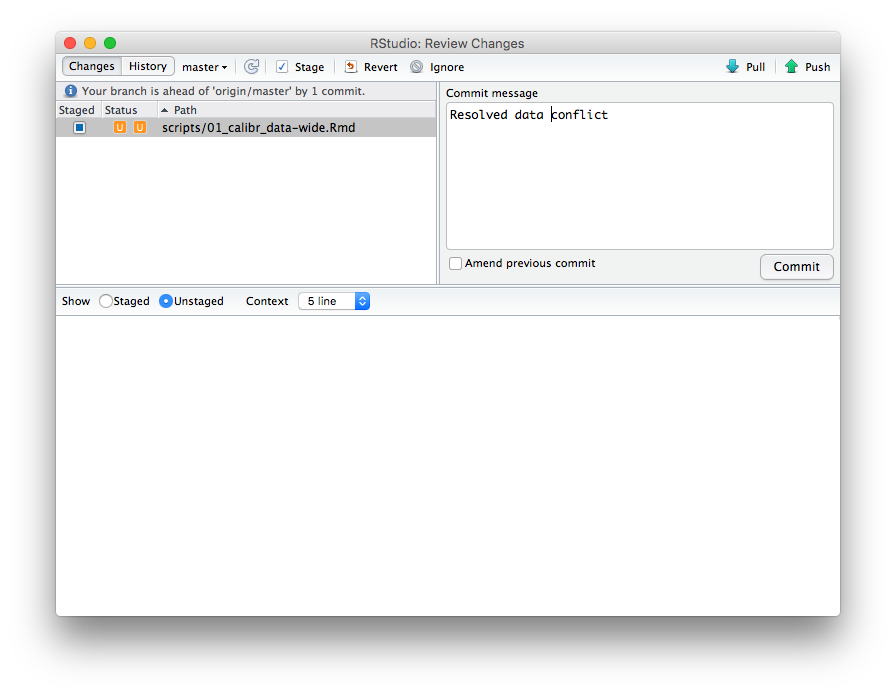 RStudio: Review Changes
Changes History master Stage Revert Ignore Pull Push
Your branch is ahead of 'origin/master' by 1 commit.
Commit message
Staged Status Path
U U scripts/01_calibr_data-wide.Rmd
Resolved data conflict
Amend previous commit
Commit
Show Staged Unstaged Context 5 line